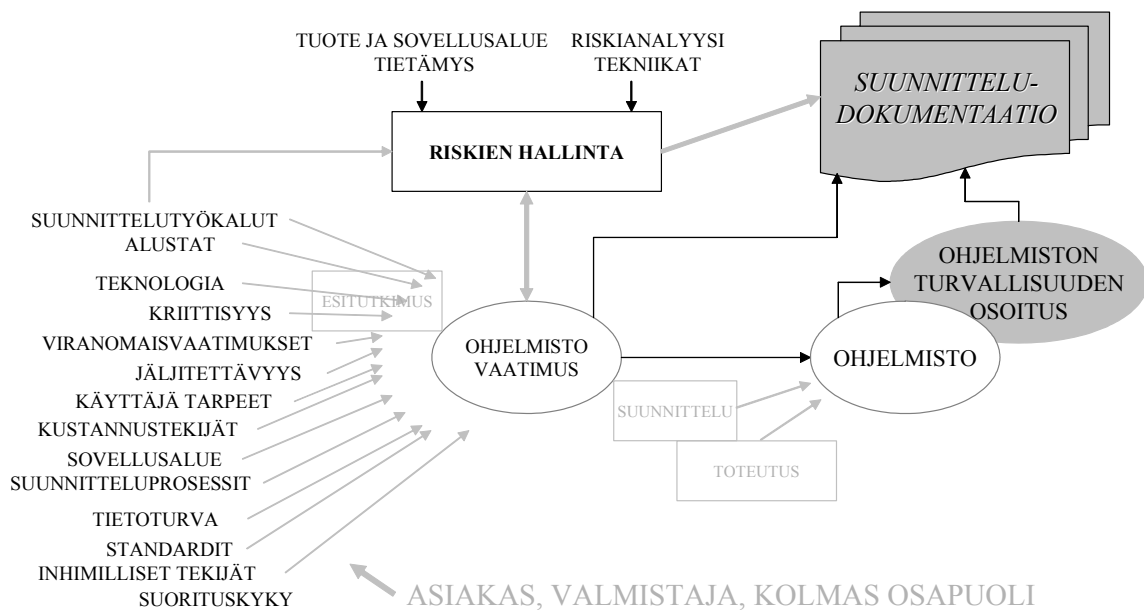 TUOTE JA SOVELLUSALUE
TIETÄMYS
RISKIANALYYSI
TEKNIIKAT
SUUNNITTELU-
DOKUMENTAATIO
RISKIEN HALLINTA
SUUNNITTELUTYÖKALUT
ALUSTAT
TEKNOLOGIA
ESITUTKIMUS
KRIITTISYYS
VIRANOMAISVAATIMUKSET
JÄLJITETTÄVYYS
KÄYTTÄJÄ TARPEET
KUSTANNUSTEKIJÄT
SOVELLUSALUE
SUUNNITTELUPROSESSIT
TIETOTURVA
STANDARDIT
INHIMILLISET TEKIJÄT
SUORITUSKYKY
OHJELMISTO
VAATIMUS
SUUNNITTELU
TOTEUTUS
OHJELMISTO
OHJELMISTON
TURVALLISUUDEN
OSOITUS
ASIAKAS, VALMISTAJA, KOLMAS OSAPUOLI